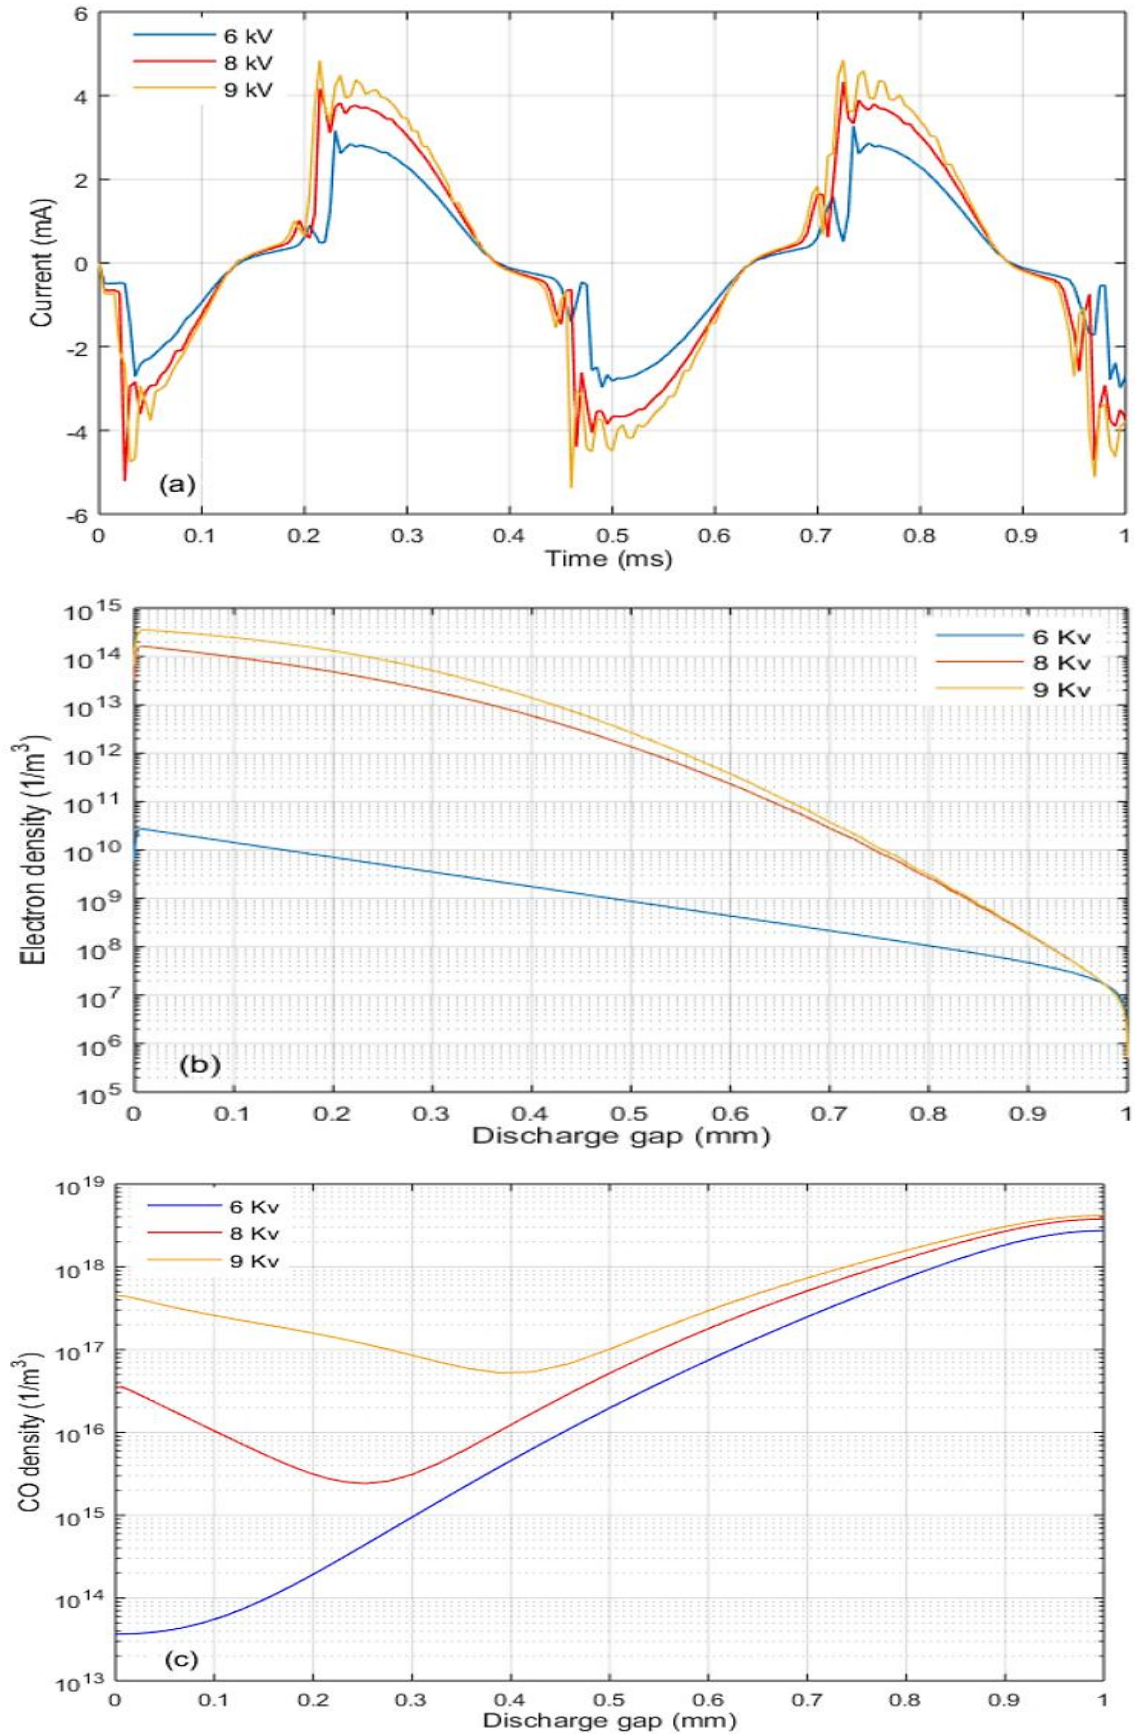 6
4
2
0
-2
-4
-6
Current (mA)
6 kV
8 kV
9 kV
(a)
0 0.1 0.2 0.3 0.4 0.5 0.6 0.7 0.8 0.9 1
Time (ms)
10^15
10^14
10^13
10^12
10^11
10^10
10^9
10^8
10^7
10^6
10^5
Electron density (1/m^3)
6 Kv
8 Kv
9 Kv
(b)
0 0.1 0.2 0.3 0.4 0.5 0.6 0.7 0.8 0.9 1
Discharge gap (mm)
10^19
10^18
10^17
10^16
10^15
10^14
10^13
CO density (1/m^3)
6 Kv
8 Kv
9 Kv
(c)
0 0.1 0.2 0.3 0.4 0.5 0.6 0.7 0.8 0.9 1
Discharge gap (mm)